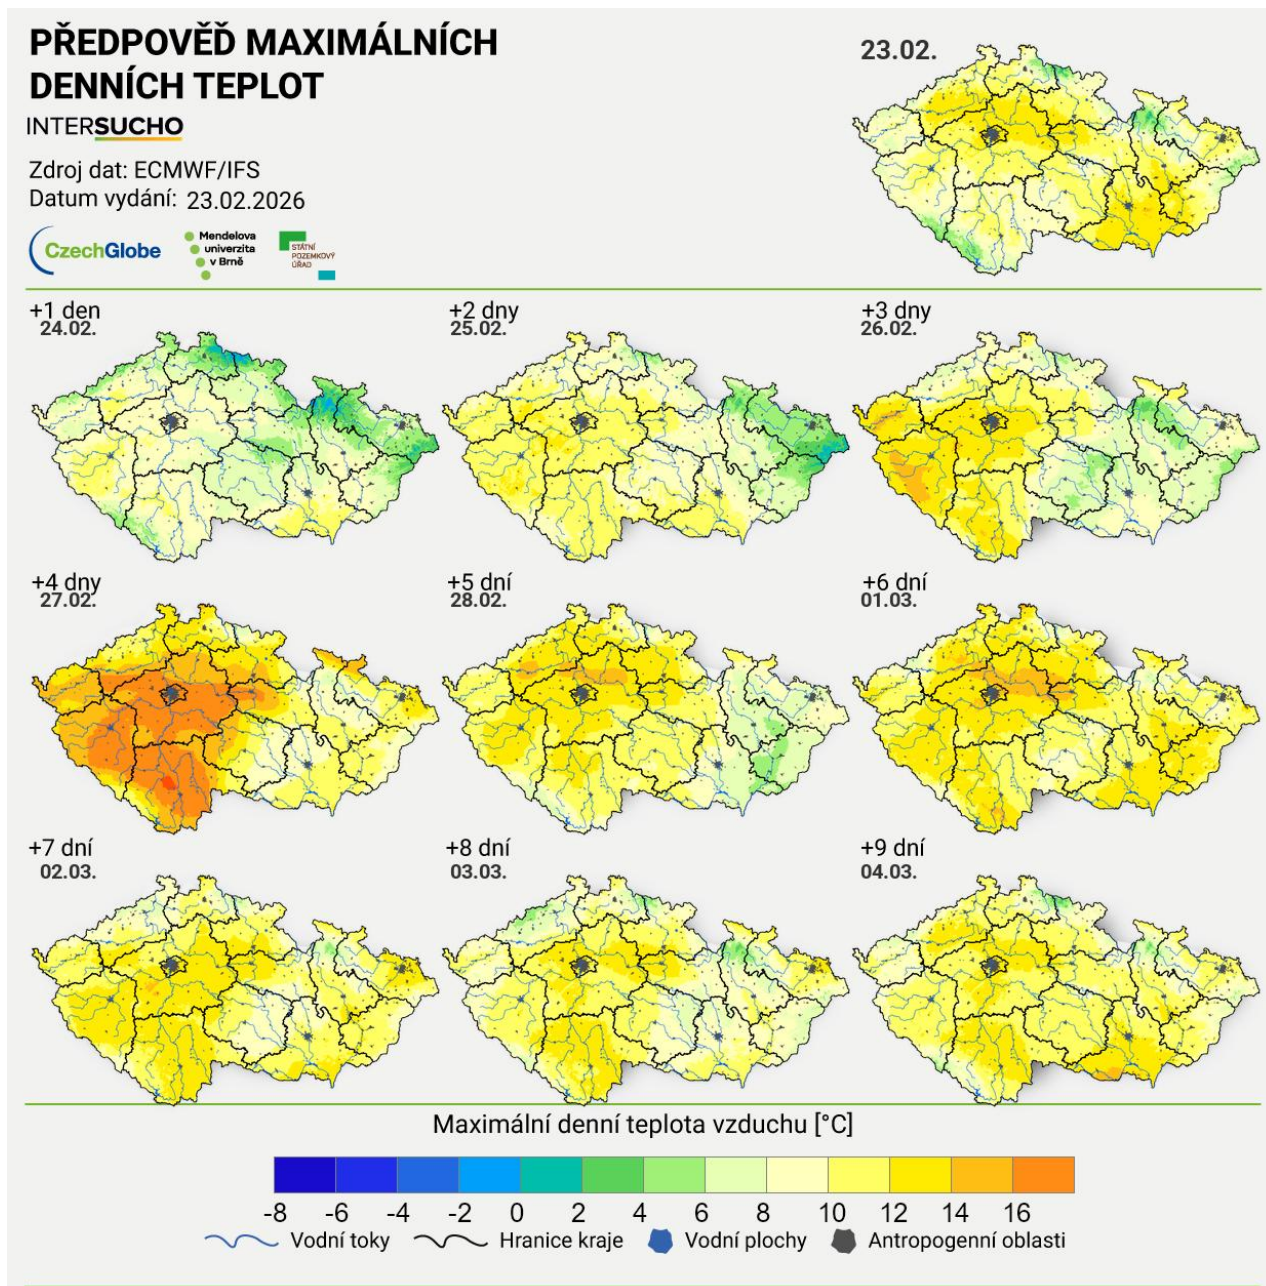 PŘEDPOVĚĎ MAXIMÁLNÍCH
DENNÍCH TEPLOT
INTERSUCHO
Zdroj dat: ECMWF/IFS
Datum vydání: 23.02.2026
CzechGlobe
Mendelova
univerzita
v Brně
STÁTNÍ
POZEMKOVÝ
ÚŘAD
23.02.
+1 den
24.02.
+2 dny
25.02.
+3 dny
26.02.
+4 dny
27.02.
+5 dní
28.02.
+6 dní
01.03.
+7 dní
02.03.
+8 dní
03.03.
+9 dní
04.03.
Maximální denní teplota vzduchu [°C]
-8 -6 -4 -2 0 2 4 6 8 10 12 14 16
Vodní toky Hranice kraje Vodní plochy Antropogenní oblasti